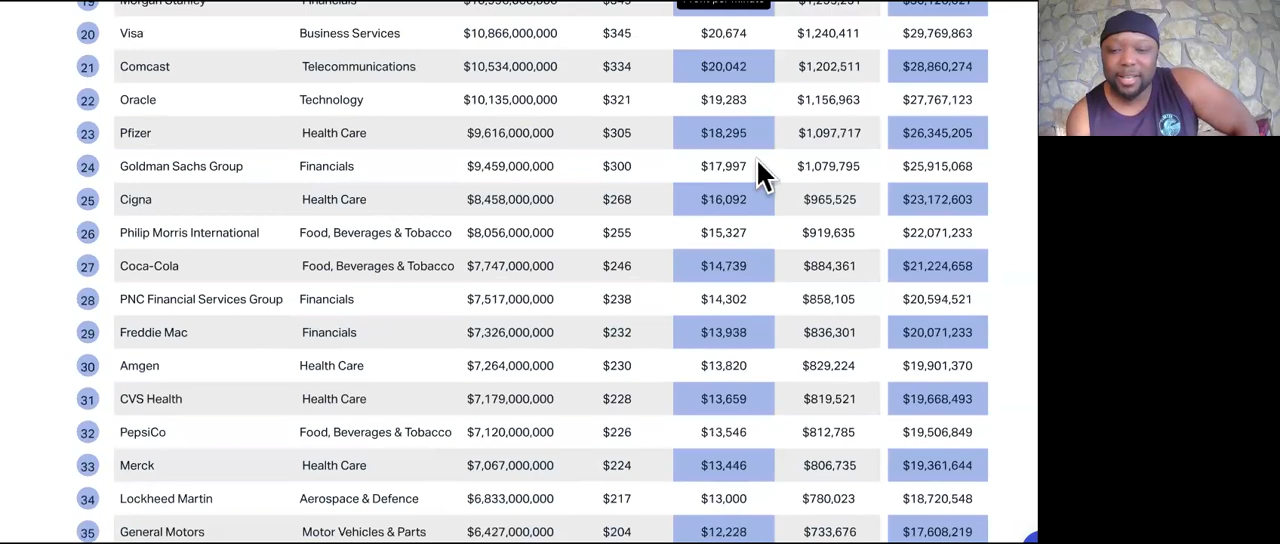 20 Visa Business Services $10,866,000,000 $345 $20,674 $1,240,411 $29,769,863
21 Comcast Telecommunications $10,534,000,000 $334 $20,042 $1,202,511 $28,860,274
22 Oracle Technology $10,135,000,000 $321 $19,283 $1,156,963 $27,767,123
23 Pfizer Health Care $9,616,000,000 $305 $18,295 $1,097,717 $26,345,205
24 Goldman Sachs Group Financials $9,459,000,000 $300 $17,997 $1,079,795 $25,915,068
25 Cigna Health Care $8,458,000,000 $268 $16,092 $965,525 $23,172,603
26 Philip Morris International Food, Beverages & Tobacco $8,056,000,000 $255 $15,327 $919,635 $22,071,233
27 Coca-Cola Food, Beverages & Tobacco $7,747,000,000 $246 $14,739 $884,361 $21,224,658
28 PNC Financial Services Group Financials $7,517,000,000 $238 $14,302 $858,105 $20,594,521
29 Freddie Mac Financials $7,326,000,000 $232 $13,938 $836,301 $20,071,233
30 Amgen Health Care $7,264,000,000 $230 $13,820 $829,224 $19,901,370
31 CVS Health Health Care $7,179,000,000 $228 $13,659 $819,521 $19,668,493
32 PepsiCo Food, Beverages & Tobacco $7,120,000,000 $226 $13,546 $812,785 $19,506,849
33 Merck Health Care $7,067,000,000 $224 $13,446 $806,735 $19,361,644
34 Lockheed Martin Aerospace & Defence $6,833,000,000 $217 $13,000 $780,023 $18,720,548
35 General Motors Motor Vehicles & Parts $6,427,000,000 $204 $12,228 $733,676 $17,608,219